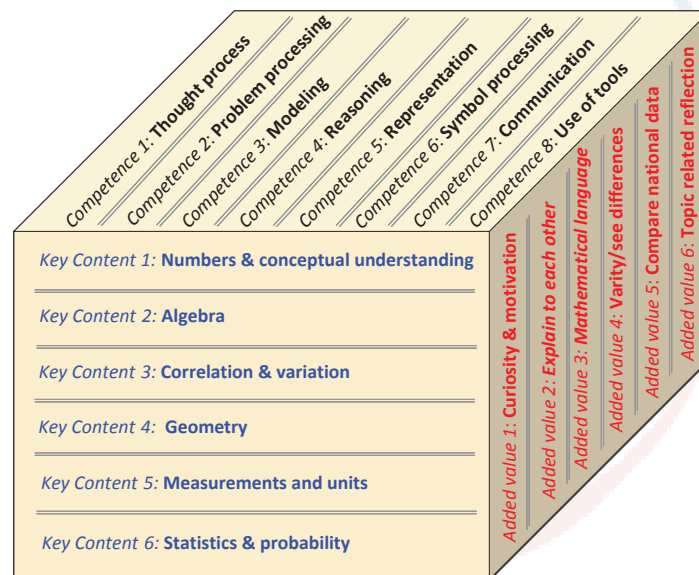 Competence 1: Thought process
Competence 2: Problem processing
Competence 3: Modeling
Competence 4: Reasoning
Competence 5: Representation
Competence 6: Symbol processing
Competence 7: Communication
Competence 8: Use of tools
Key Content 1: Numbers & conceptual understanding
Key Content 2: Algebra
Key Content 3: Correlation & variation
Key Content 4: Geometry
Key Content 5: Measurements and units
Key Content 6: Statistics & probability
Added value 1: Curiosity & motivation
Added value 2: Explain to each other
Added value 3: Mathematical language
Added value 4: Varity/see differences
Added value 5: Compare national data
Added value 6: Topic related reflection